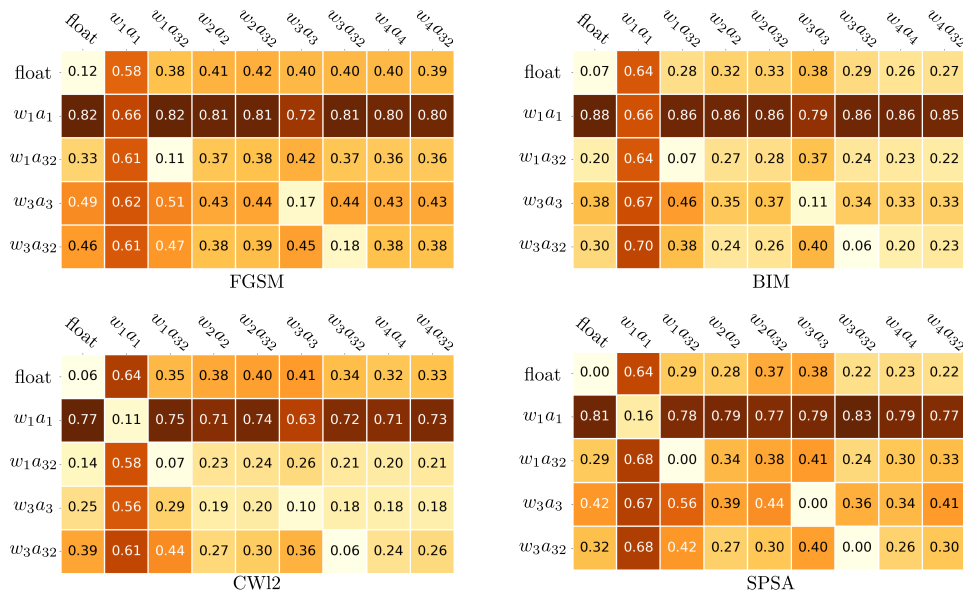 float w₁a₁ w₁a₃₂ w₂a₂ w₂a₃₂ w₃a₃ w₃a₃₂ w₄a₄ w₄a₃₂
float 0.12 0.58 0.38 0.41 0.42 0.40 0.40 0.40 0.39
w₁a₁ 0.82 0.66 0.82 0.81 0.81 0.72 0.81 0.80 0.80
w₁a₃₂ 0.33 0.61 0.11 0.37 0.38 0.42 0.37 0.36 0.36
w₃a₃ 0.49 0.62 0.51 0.43 0.44 0.17 0.44 0.43 0.43
w₃a₃₂ 0.46 0.61 0.47 0.38 0.39 0.45 0.18 0.38 0.38
FGSM
float w₁a₁ w₁a₃₂ w₂a₂ w₂a₃₂ w₃a₃ w₃a₃₂ w₄a₄ w₄a₃₂
float 0.07 0.64 0.28 0.32 0.33 0.38 0.29 0.26 0.27
w₁a₁ 0.88 0.66 0.86 0.86 0.86 0.79 0.86 0.86 0.85
w₁a₃₂ 0.20 0.64 0.07 0.27 0.28 0.37 0.24 0.23 0.22
w₃a₃ 0.38 0.67 0.46 0.35 0.37 0.11 0.34 0.33 0.33
w₃a₃₂ 0.30 0.70 0.38 0.24 0.26 0.40 0.06 0.20 0.23
BIM
float w₁a₁ w₁a₃₂ w₂a₂ w₂a₃₂ w₃a₃ w₃a₃₂ w₄a₄ w₄a₃₂
float 0.06 0.64 0.35 0.38 0.40 0.41 0.34 0.32 0.33
w₁a₁ 0.77 0.11 0.75 0.71 0.74 0.63 0.72 0.71 0.73
w₁a₃₂ 0.14 0.58 0.07 0.23 0.24 0.26 0.21 0.20 0.21
w₃a₃ 0.25 0.56 0.29 0.19 0.20 0.10 0.18 0.18 0.18
w₃a₃₂ 0.39 0.61 0.44 0.27 0.30 0.36 0.06 0.24 0.26
CWl2
float w₁a₁ w₁a₃₂ w₂a₂ w₂a₃₂ w₃a₃ w₃a₃₂ w₄a₄ w₄a₃₂
float 0.00 0.64 0.29 0.28 0.37 0.38 0.22 0.23 0.22
w₁a₁ 0.81 0.16 0.78 0.79 0.77 0.79 0.83 0.79 0.77
w₁a₃₂ 0.29 0.68 0.00 0.34 0.38 0.41 0.24 0.30 0.33
w₃a₃ 0.42 0.67 0.56 0.39 0.44 0.00 0.36 0.34 0.41
w₃a₃₂ 0.32 0.68 0.42 0.27 0.30 0.40 0.00 0.26 0.30
SPSA